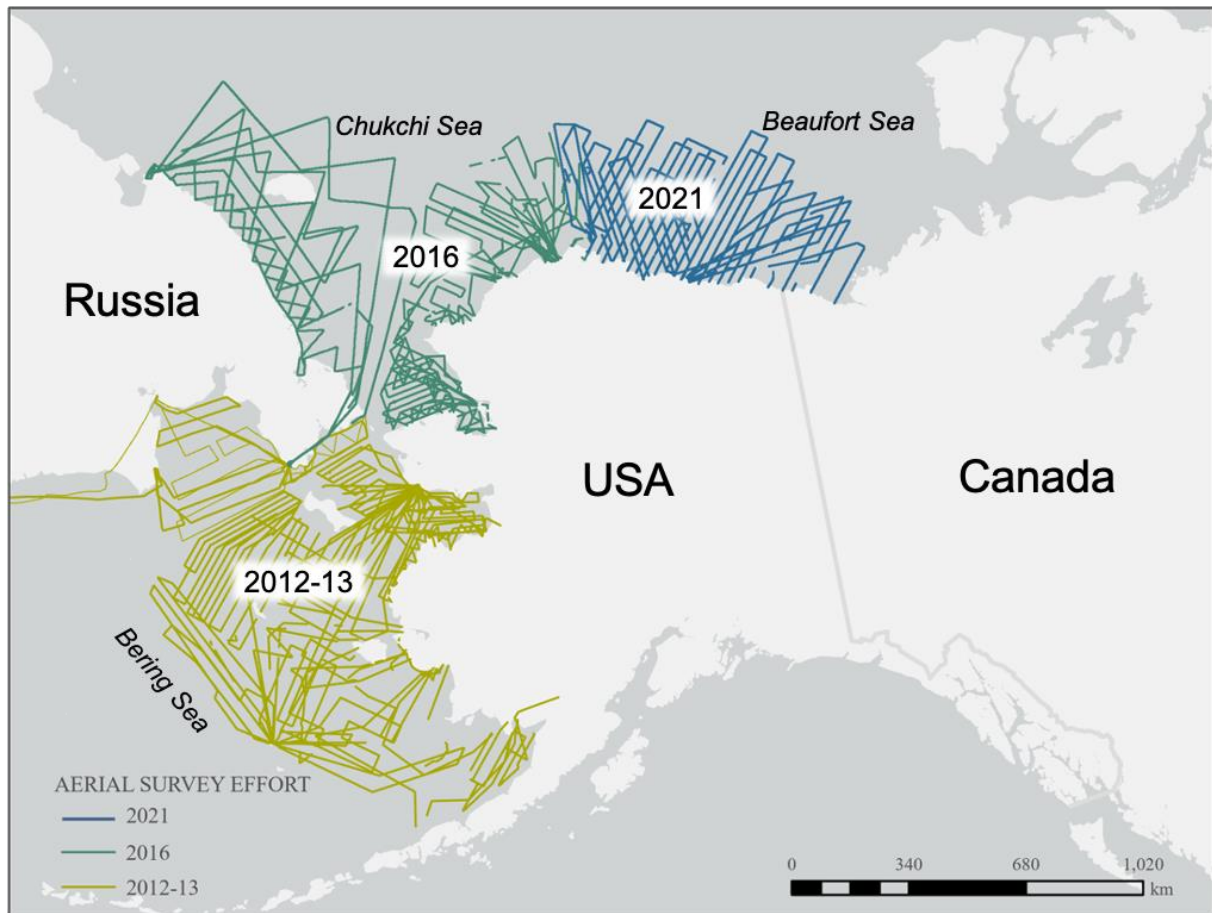 Chukchi Sea
Beaufort Sea
2021
2016
Russia
USA
Canada
2012-13
Bering Sea
AERIAL SURVEY EFFORT
2021
2016
2012-13
0 340 680 1,020
km